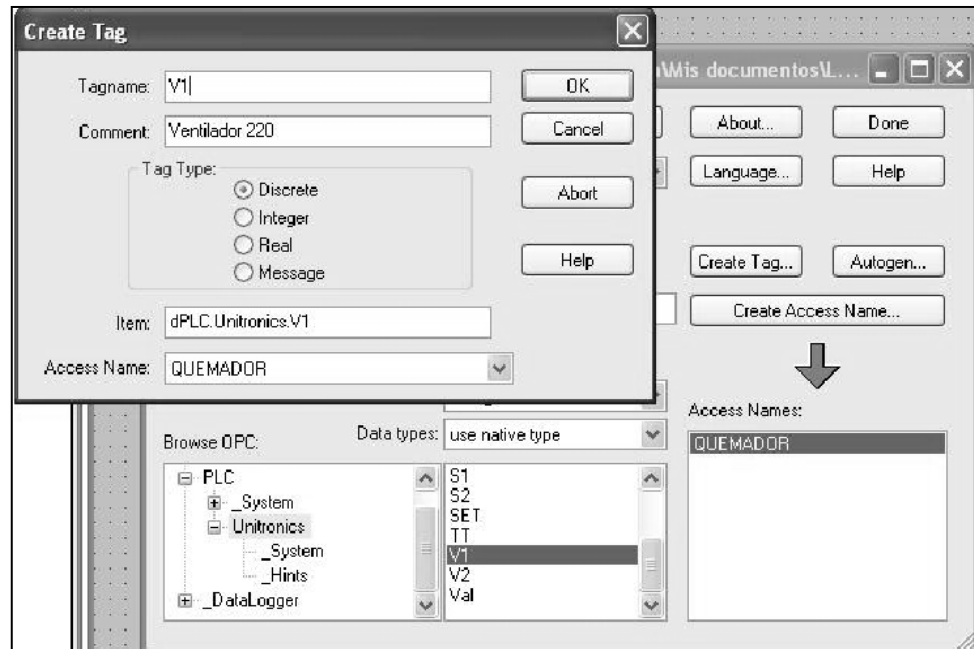 Create Tag
Tagname: V1
OK
Comment: Ventilador 220
Cancel
Tag Type:
Discrete
Integer
Real
Message
Abort
Help
Item: dPLC.Unitronics.V1
Access Name: QUEMADOR
\Mis documentos\L...
About... Done
Language... Help
Create Tag... Autogen...
Create Access Name...
Access Names:
QUEMADOR
Browse OPC:
Data types: use native type
PLC
_System
Unitronics
_System
_Hints
_DataLogger
S1
S2
SET
TT
V1
V2
Val